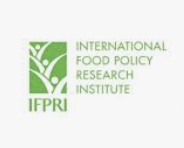 INTERNATIONAL
FOOD POLICY
RESEARCH
INSTITUTE
IFPRI